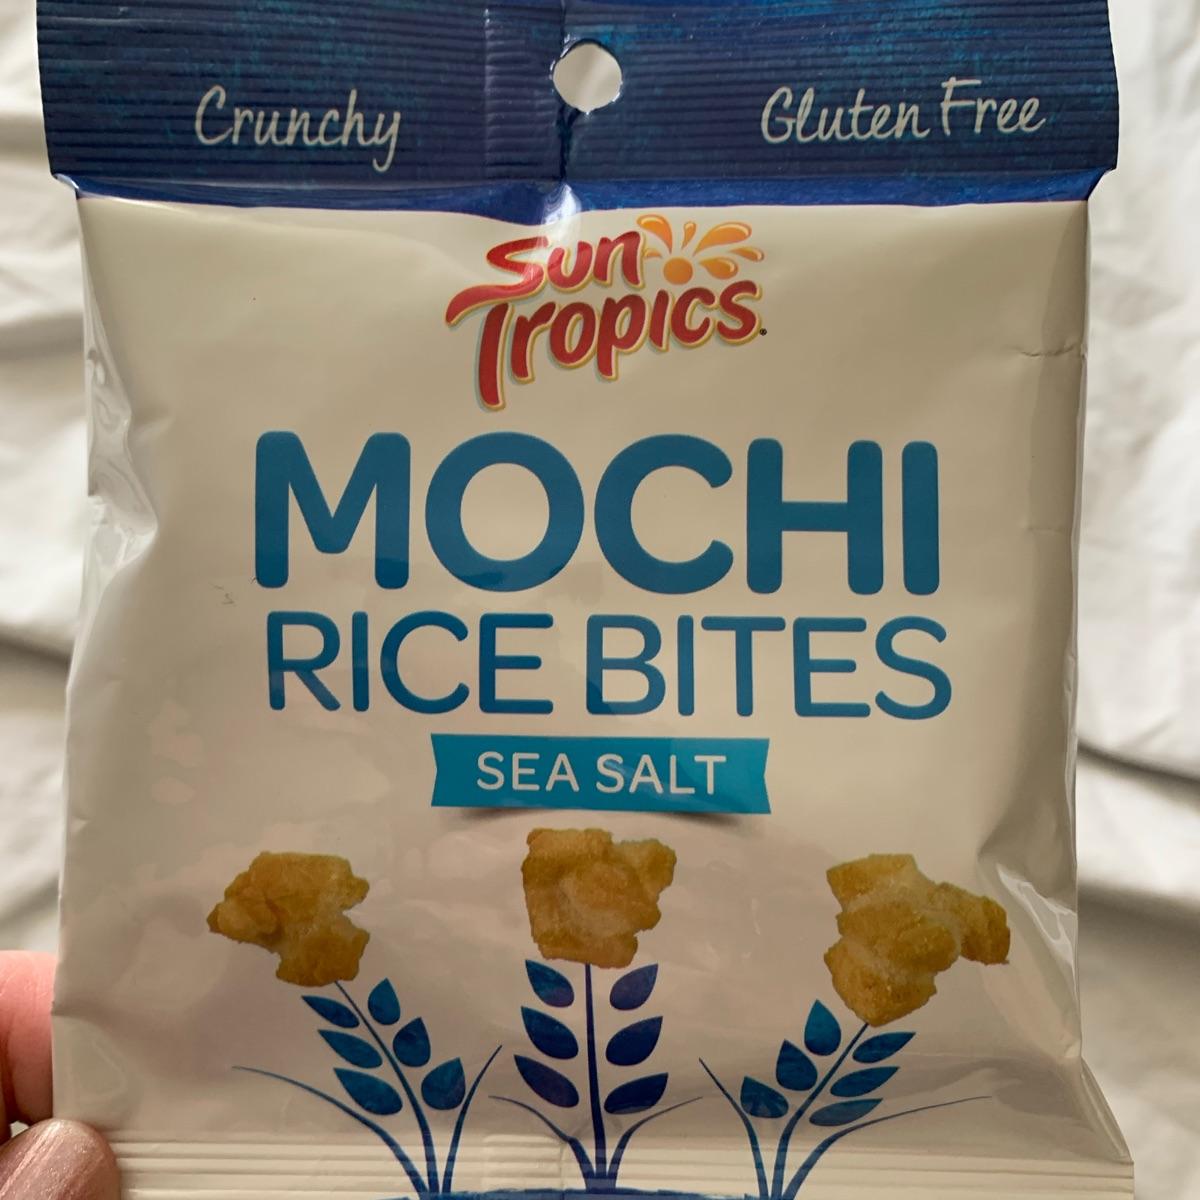 Crunchy
Gluten Free
Sun
Tropics
MOCHI
RICE BITES
SEA SALT